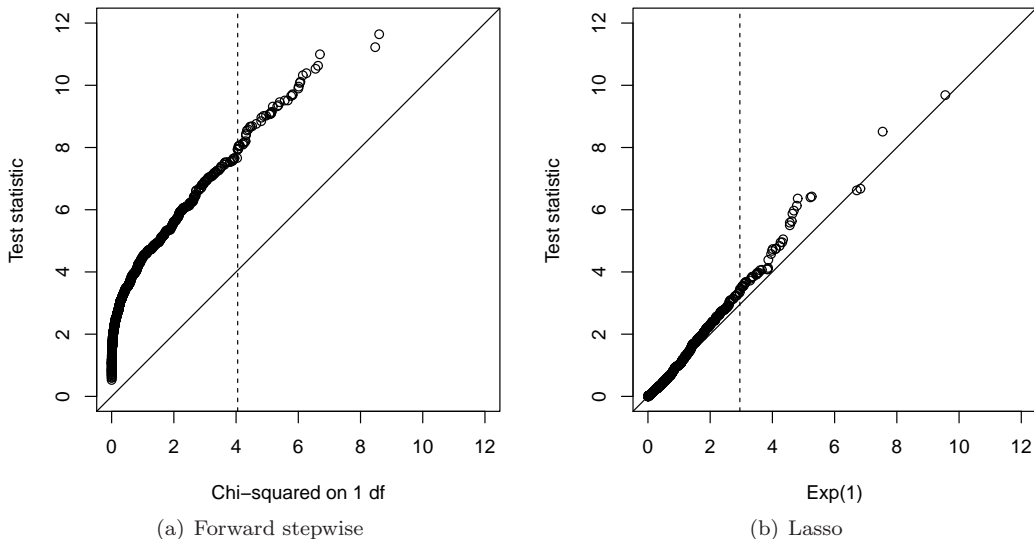 12
10
8
6
4
2
0
Test statistic
0 2 4 6 8 10 12
Chi−squared on 1 df
(a) Forward stepwise
12
10
8
6
4
2
0
Test statistic
0 2 4 6 8 10 12
Exp(1)
(b) Lasso